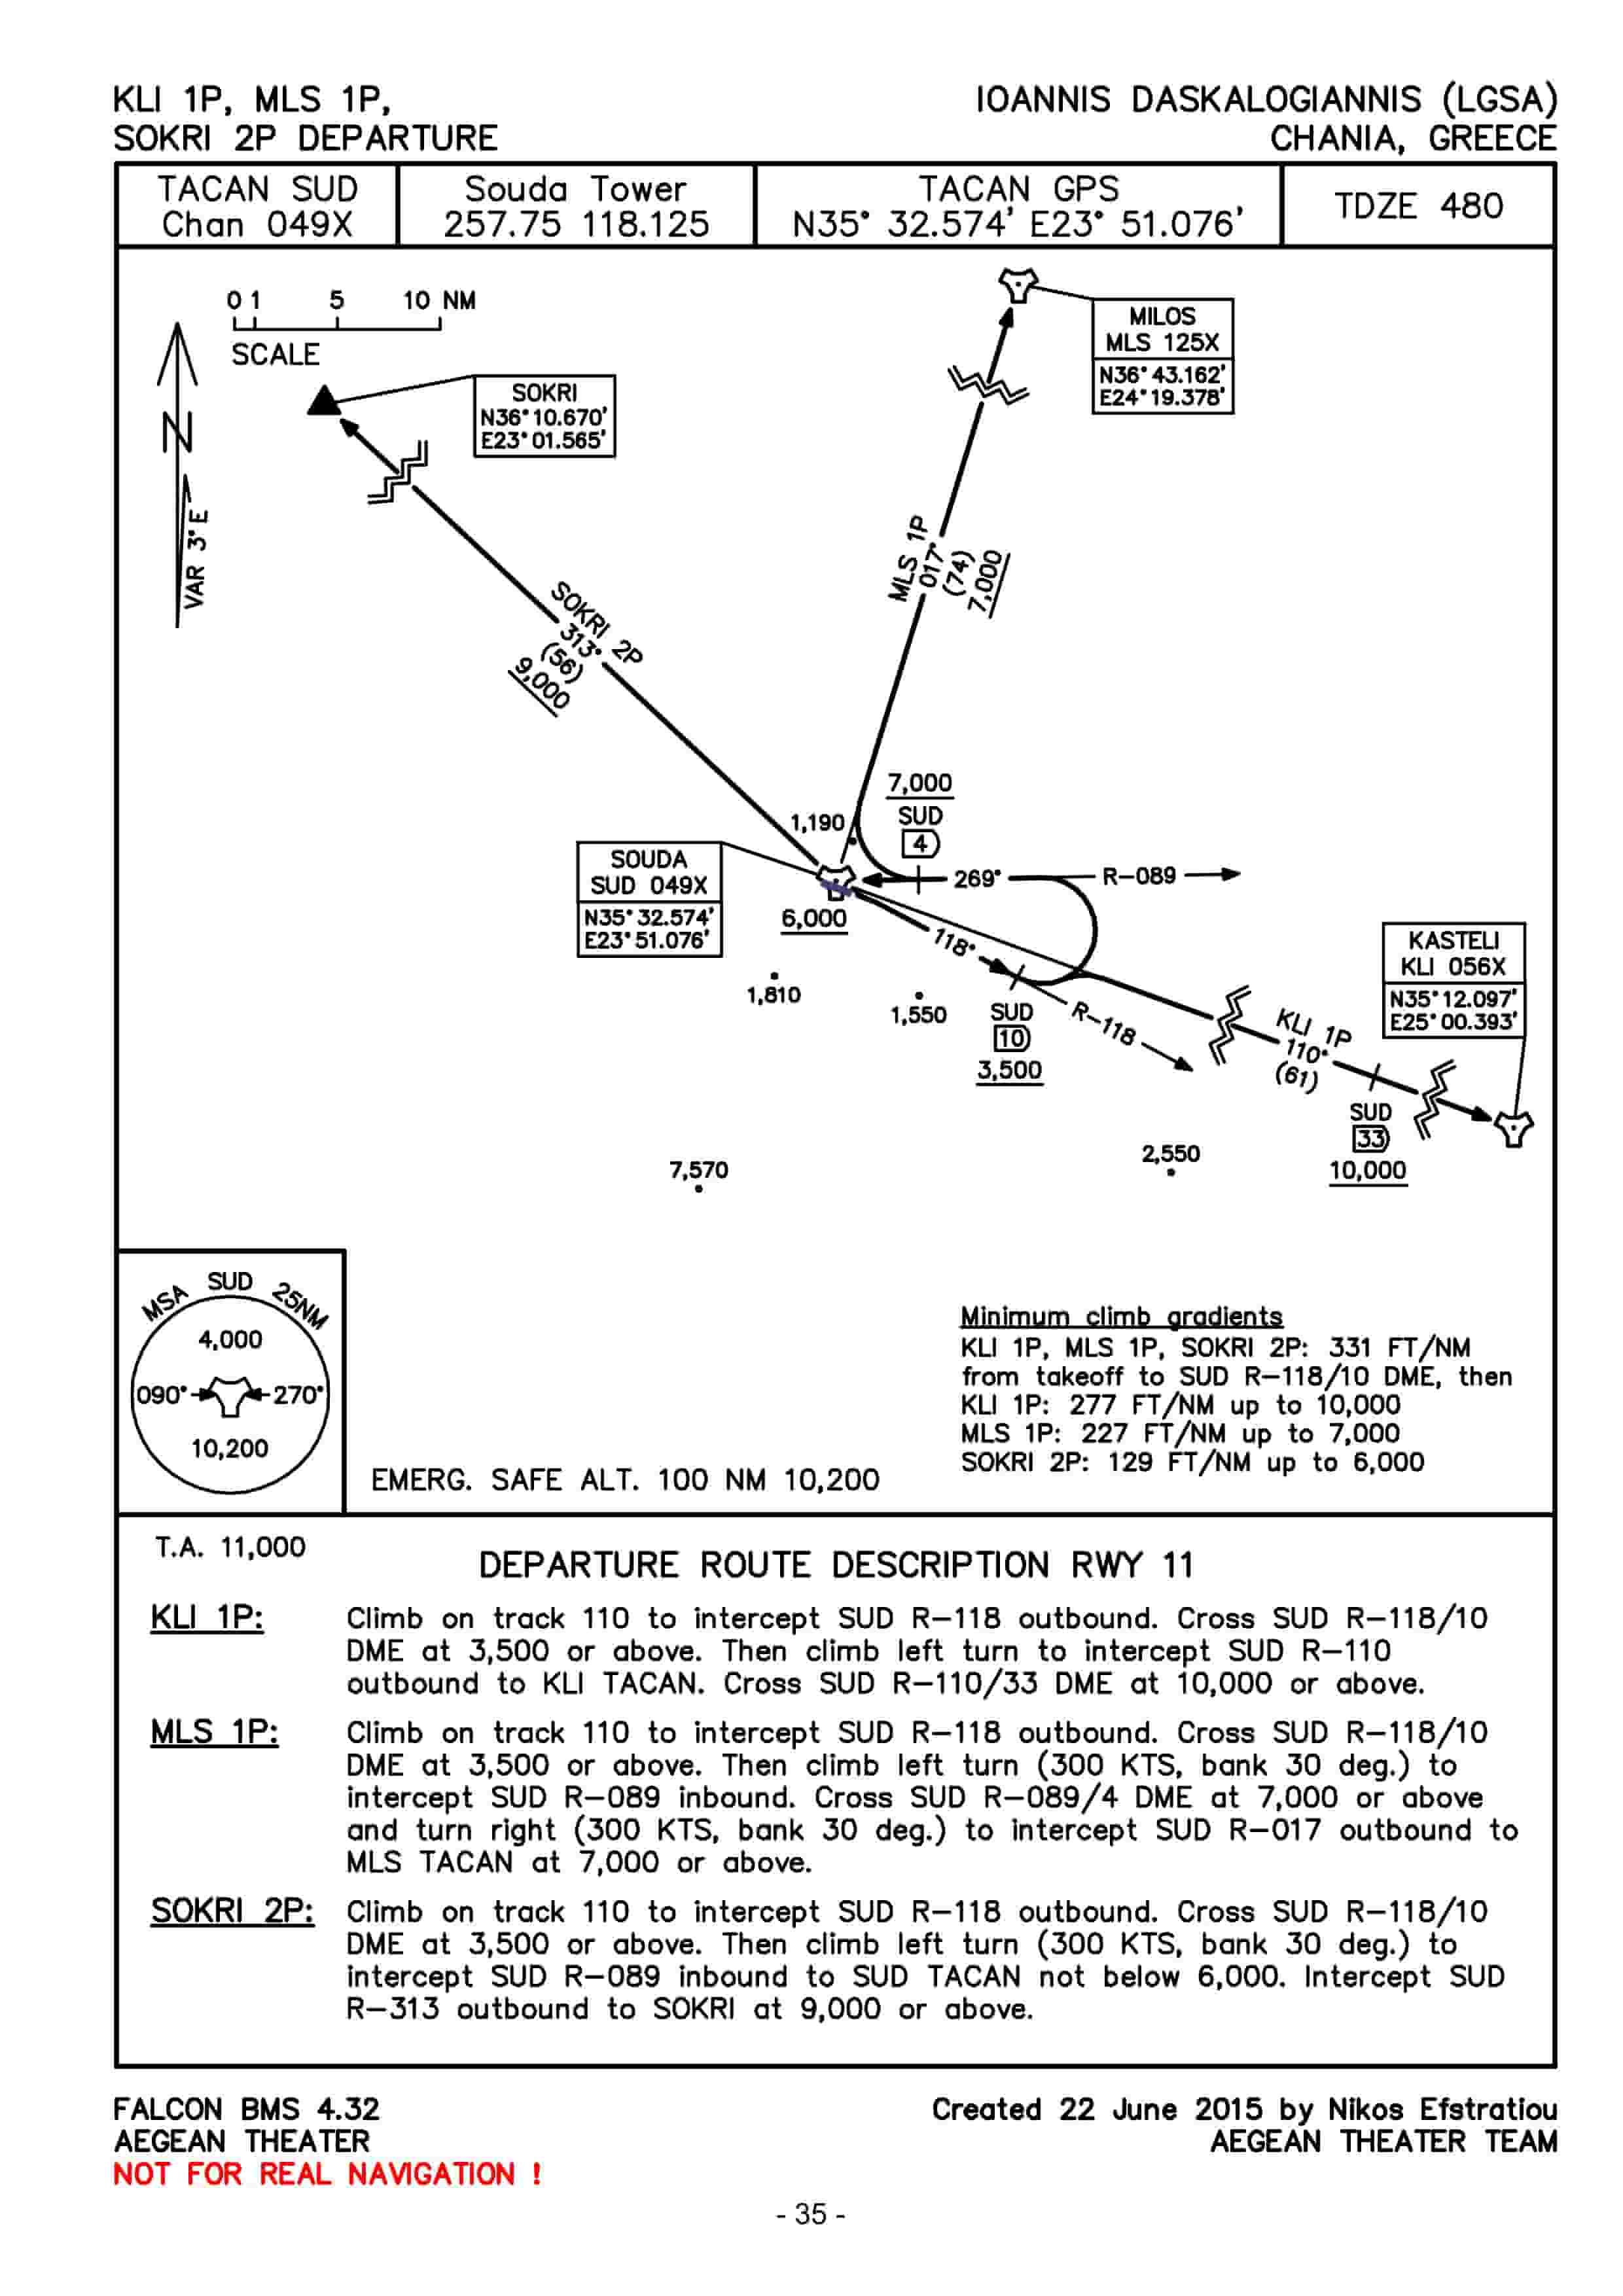 KLI 1P, MLS 1P,
SOKRI 2P DEPARTURE
IOANNIS DASKALOGIANNIS (LGSA)
CHANIA, GREECE
TACAN SUD
Chan 049X
Souda Tower
257.75 118.125
TACAN GPS
N35° 32.574' E23° 51.076'
TDZE 480
0 1 5 10 NM
SCALE
N
VAR 3°E
MILOS
MLS 125X
N36°43.162'
E24°19.378'
SOKRI
N36°10.670'
E23°01.565'
MLS 1P
017°
(74)
7,000
SOKRI 2P
313°
(56)
9,000
7,000
SUD
4
1,190
SOUDA
SUD 049X
N35°32.574'
E23°51.076'
269°
R-089
6,000
118°
1,810
1,550
SUD
10
3,500
R-118
KASTELI
KLI 056X
N35°12.097'
E25°00.393'
KLI 1P
110°
(61)
SUD
33
10,000
7,570
2,550
MSA SUD 25NM
4,000
090° 270°
10,200
EMERG. SAFE ALT. 100 NM 10,200
Minimum climb gradients
KLI 1P, MLS 1P, SOKRI 2P: 331 FT/NM
from takeoff to SUD R-118/10 DME, then
KLI 1P: 277 FT/NM up to 10,000
MLS 1P: 227 FT/NM up to 7,000
SOKRI 2P: 129 FT/NM up to 6,000
T.A. 11,000
DEPARTURE ROUTE DESCRIPTION RWY 11
KLI 1P: Climb on track 110 to intercept SUD R-118 outbound. Cross SUD R-118/10
DME at 3,500 or above. Then climb left turn to intercept SUD R-110
outbound to KLI TACAN. Cross SUD R-110/33 DME at 10,000 or above.
MLS 1P: Climb on track 110 to intercept SUD R-118 outbound. Cross SUD R-118/10
DME at 3,500 or above. Then climb left turn (300 KTS, bank 30 deg.) to
intercept SUD R-089 inbound. Cross SUD R-089/4 DME at 7,000 or above
and turn right (300 KTS, bank 30 deg.) to intercept SUD R-017 outbound to
MLS TACAN at 7,000 or above.
SOKRI 2P: Climb on track 110 to intercept SUD R-118 outbound. Cross SUD R-118/10
DME at 3,500 or above. Then climb left turn (300 KTS, bank 30 deg.) to
intercept SUD R-089 inbound to SUD TACAN not below 6,000. Intercept SUD
R-313 outbound to SOKRI at 9,000 or above.
FALCON BMS 4.32
AEGEAN THEATER
NOT FOR REAL NAVIGATION !
Created 22 June 2015 by Nikos Efstratiou
AEGEAN THEATER TEAM
- 35 -